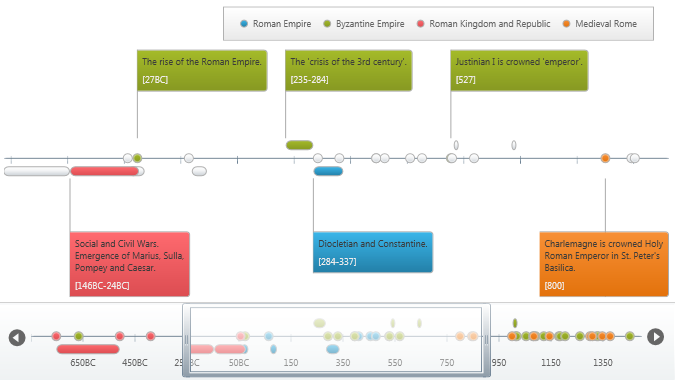 Roman Empire
Byzantine Empire
Roman Kingdom and Republic
Medieval Rome
The rise of the Roman Empire.
[27BC]
The 'crisis of the 3rd century'.
[235-284]
Justinian I is crowned 'emperor'.
[527]
Social and Civil Wars.
Emergence of Marius, Sulla,
Pompey and Caesar.
[146BC-24BC]
Diocletian and Constantine.
[284-337]
Charlemagne is crowned Holy
Roman Emperor in St. Peter's
Basilica.
[800]
650BC
450BC
50BC
150
350
550
750
950
1150
1350